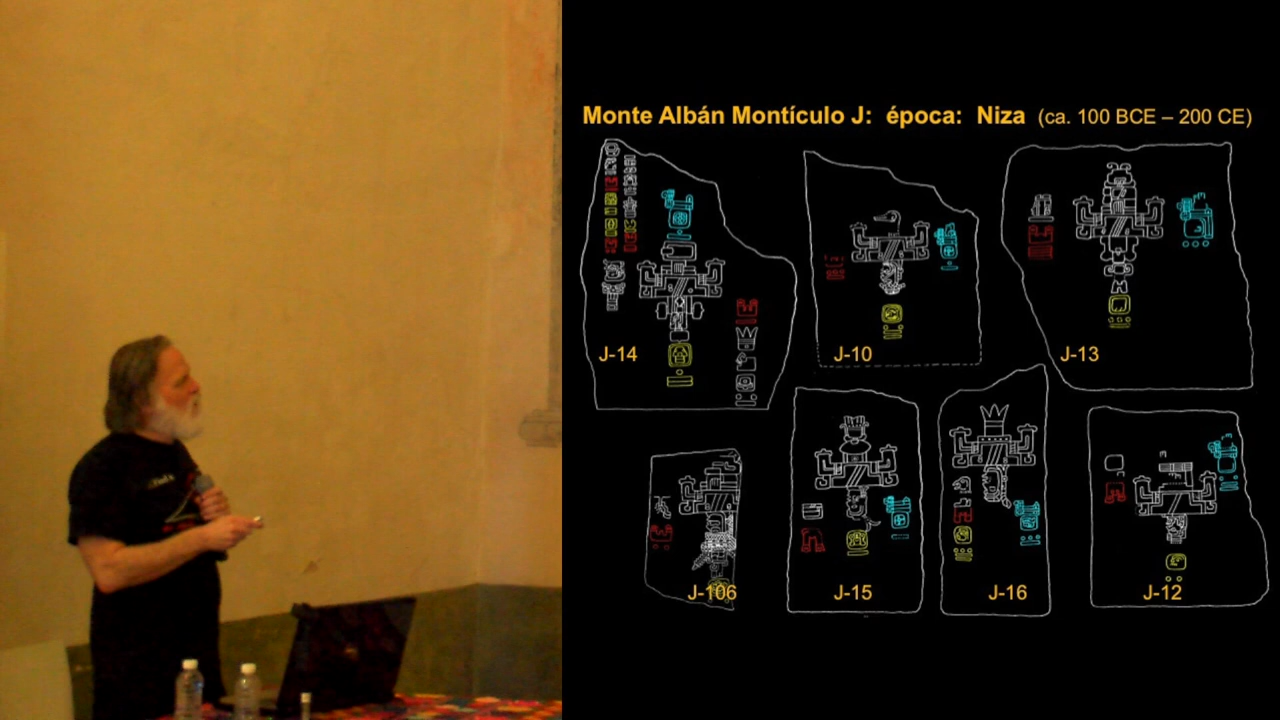 Monte Albán Montículo J: época: Niza (ca. 100 BCE – 200 CE)
J-14
J-10
J-13
J-106
J-15
J-16
J-12